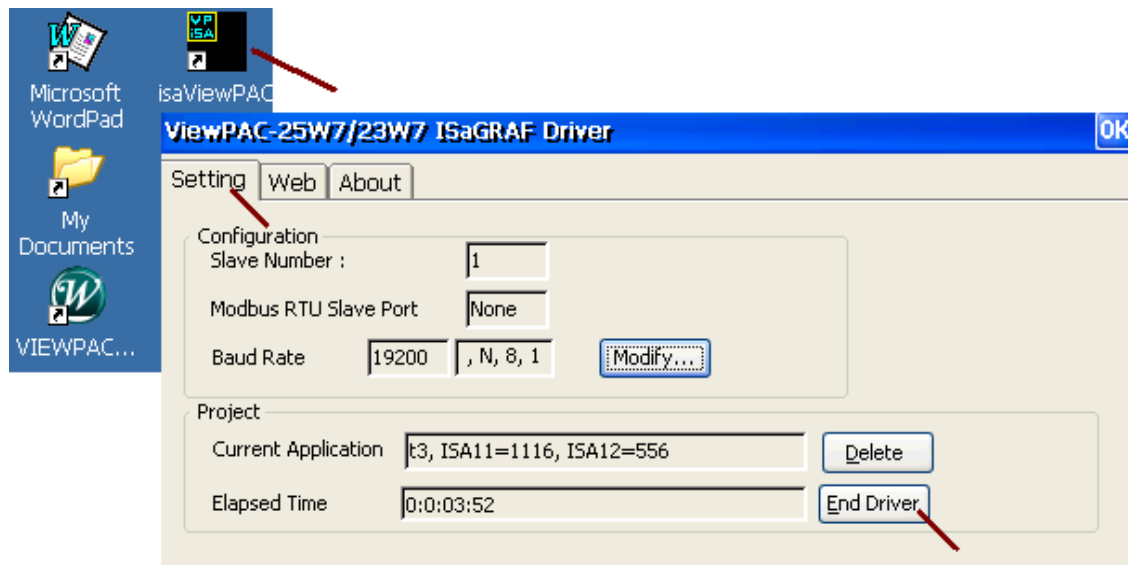 VP
iSA
Microsoft
WordPad
isaViewPAC
My
Documents
VIEWPAC...
ViewPAC-25W7/23W7 ISaGRAF Driver
OK
Setting
Web
About
Configuration
Slave Number :
1
Modbus RTU Slave Port
None
Baud Rate
19200
, N, 8, 1
Modify...
Project
Current Application
t3, ISA11=1116, ISA12=556
Delete
Elapsed Time
0:0:03:52
End Driver